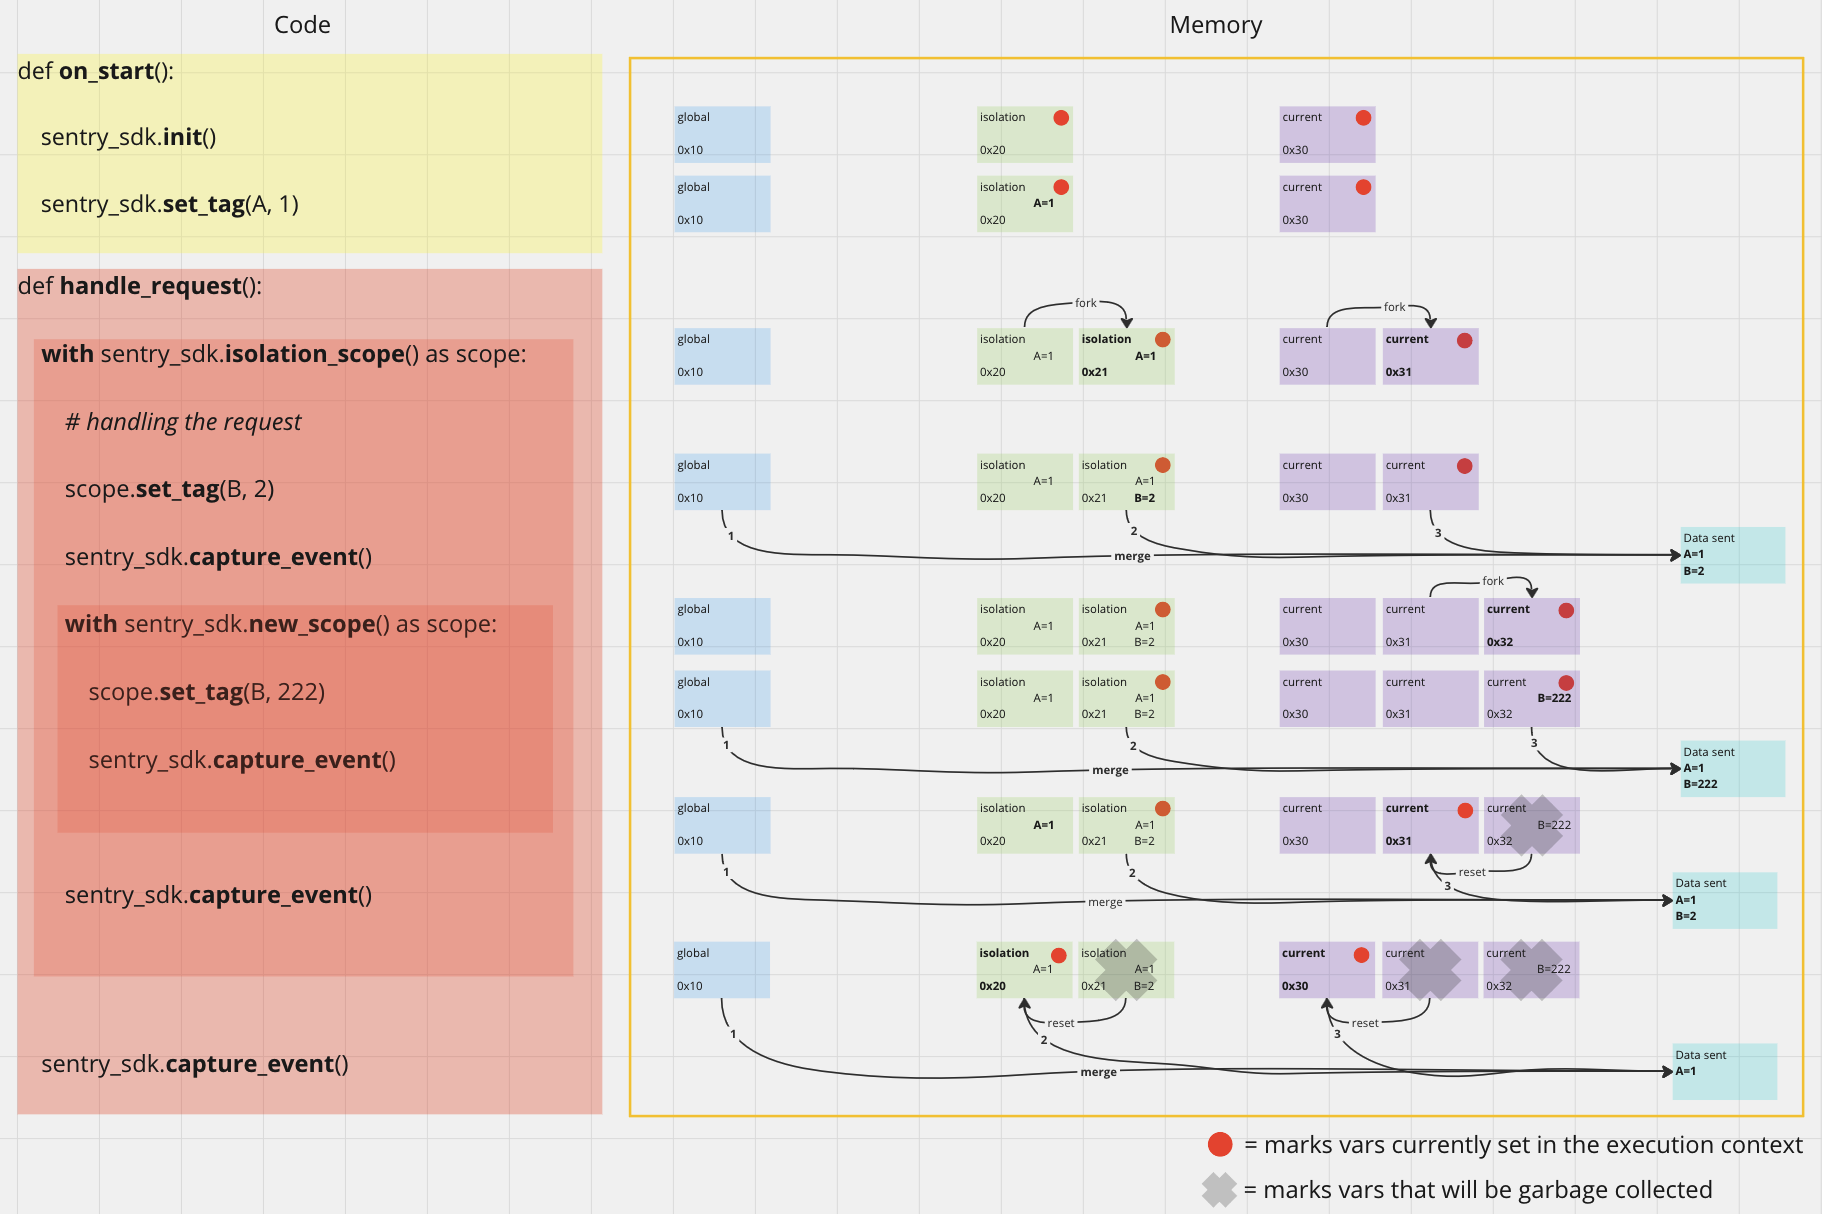 Code
Memory
def on_start():
sentry_sdk.init()
global
0x10
isolation
0x20
current
0x30
sentry_sdk.set_tag(A, 1)
global
0x10
isolation
A=1
0x20
current
0x30
def handle_request():
fork
fork
with sentry_sdk.isolation_scope() as scope:
global
0x10
isolation
A=1
0x20
isolation
A=1
0x21
current
0x30
current
0x31
# handling the request
scope.set_tag(B, 2)
global
0x10
isolation
A=1
0x20
isolation
A=1
0x21 B=2
current
0x30
current
0x31
sentry_sdk.capture_event()
1
2
3
merge
Data sent
A=1
B=2
fork
with sentry_sdk.new_scope() as scope:
global
0x10
isolation
A=1
0x20
isolation
A=1
0x21 B=2
current
0x30
current
0x31
current
0x32
scope.set_tag(B, 222)
global
0x10
isolation
A=1
0x20
isolation
A=1
0x21 B=2
current
0x30
current
0x31
current
B=222
0x32
sentry_sdk.capture_event()
1
2
3
merge
Data sent
A=1
B=222
global
0x10
isolation
A=1
0x20
isolation
A=1
0x21 B=2
current
0x30
current
0x31
current
B=222
0x32
sentry_sdk.capture_event()
1
2
reset
3
merge
Data sent
A=1
B=2
global
0x10
isolation
A=1
0x20
isolation
A=1
0x21 B=2
current
0x30
current
0x31
current
B=222
0x32
sentry_sdk.capture_event()
reset
reset
1
2
3
merge
Data sent
A=1
= marks vars currently set in the execution context
= marks vars that will be garbage collected